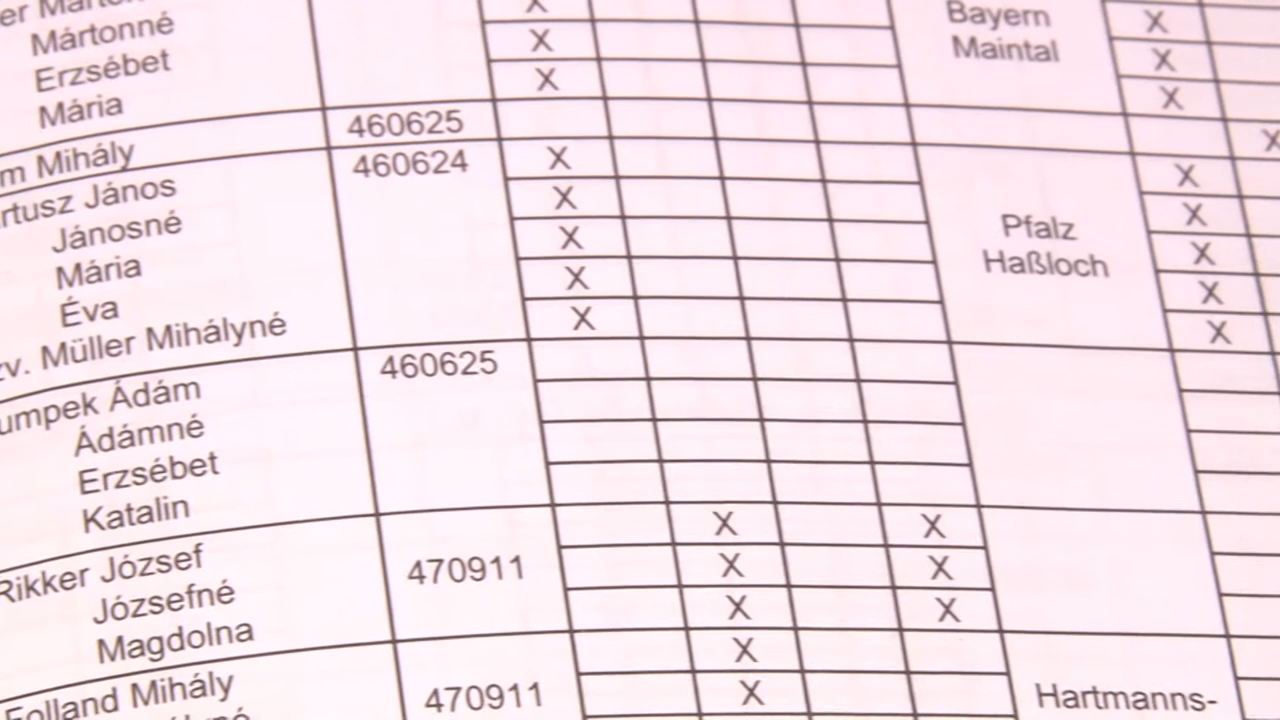 Mártonné
Erzsébet
Mária
Mihály
460625
János
460624
Jánosné
Mária
Éva
Müller Mihályné
Ádám
460625
Ádámné
Erzsébet
Katalin
Rikker József
470911
Józsefné
Magdolna
Folland Mihály
470911
X
X
X
X
X
X
X
X
X X
X X
X X
X
X
Bayern
Maintal
Pfalz
Haßloch
Hartmanns-
X
X
X
X
X
X
X
X
X